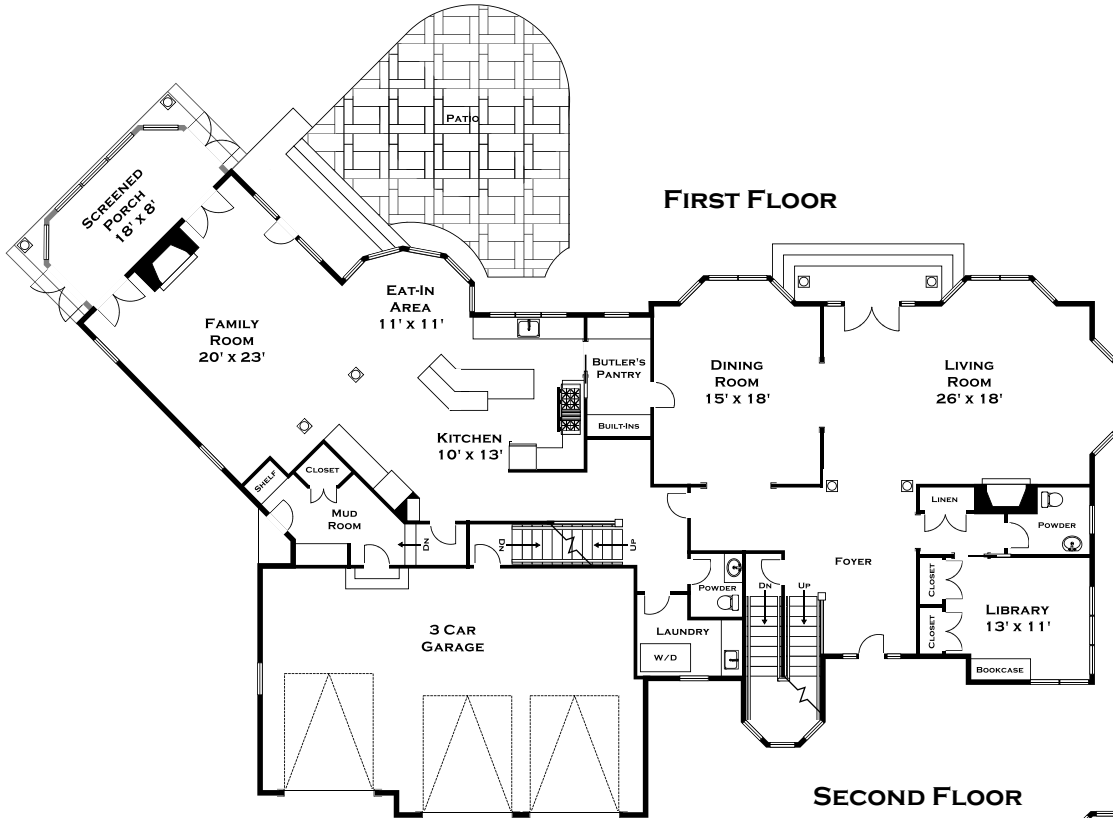 Patio
First Floor
Screened
Porch
18' x 8'
Eat-In
Area
11' x 11'
Family
Room
20' x 23'
Butler's
Pantry
Dining
Room
15' x 18'
Living
Room
26' x 18'
Built-Ins
Kitchen
10' x 13'
Closet
Shelf
Mud
Room
Linen
Powder
Dn
Dn
Up
Foyer
Powder
Dn
Up
Closet
Closet
Library
13' x 11'
3 Car
Garage
Laundry
W/D
Bookcase
Second Floor